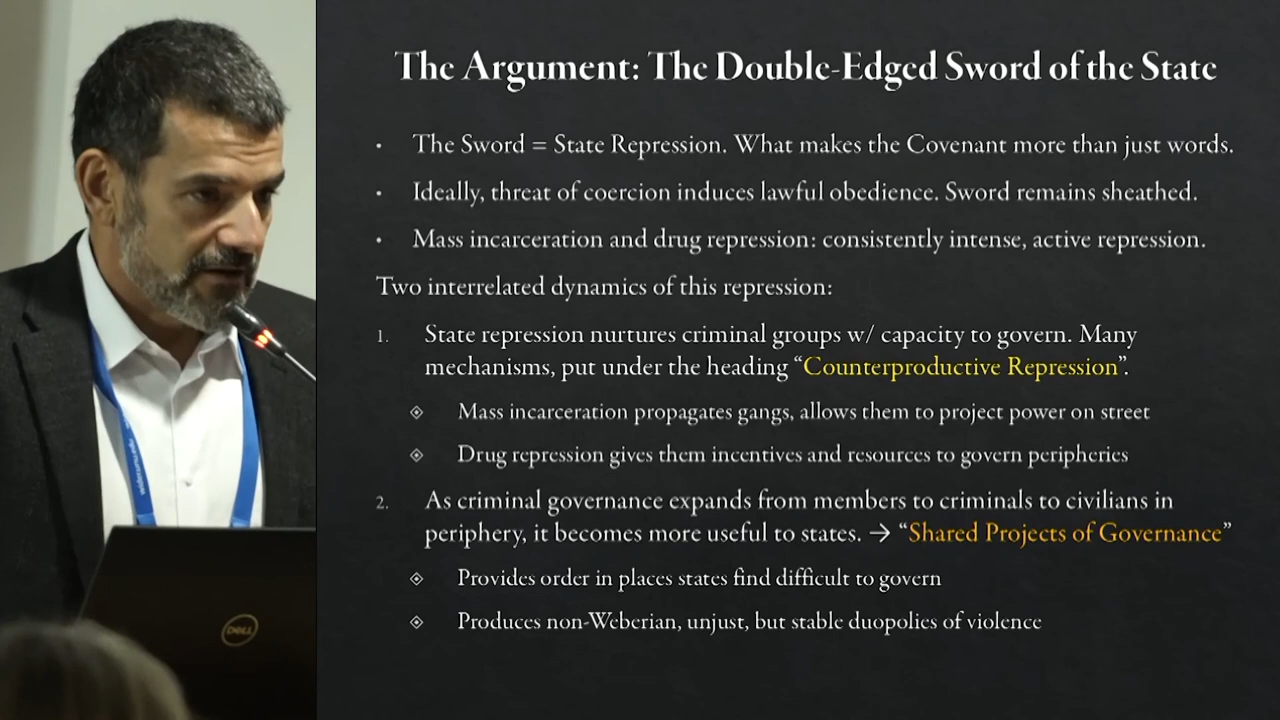 The Argument: The Double-Edged Sword of the State
• The Sword = State Repression. What makes the Covenant more than just words.
• Ideally, threat of coercion induces lawful obedience. Sword remains sheathed.
• Mass incarceration and drug repression: consistently intense, active repression.
Two interrelated dynamics of this repression:
1. State repression nurtures criminal groups w/ capacity to govern. Many
mechanisms, put under the heading “Counterproductive Repression”.
Mass incarceration propagates gangs, allows them to project power on street
Drug repression gives them incentives and resources to govern peripheries
2. As criminal governance expands from members to criminals to civilians in
periphery, it becomes more useful to states. → “Shared Projects of Governance”
Provides order in places states find difficult to govern
Produces non-Weberian, unjust, but stable duopolies of violence
DELL